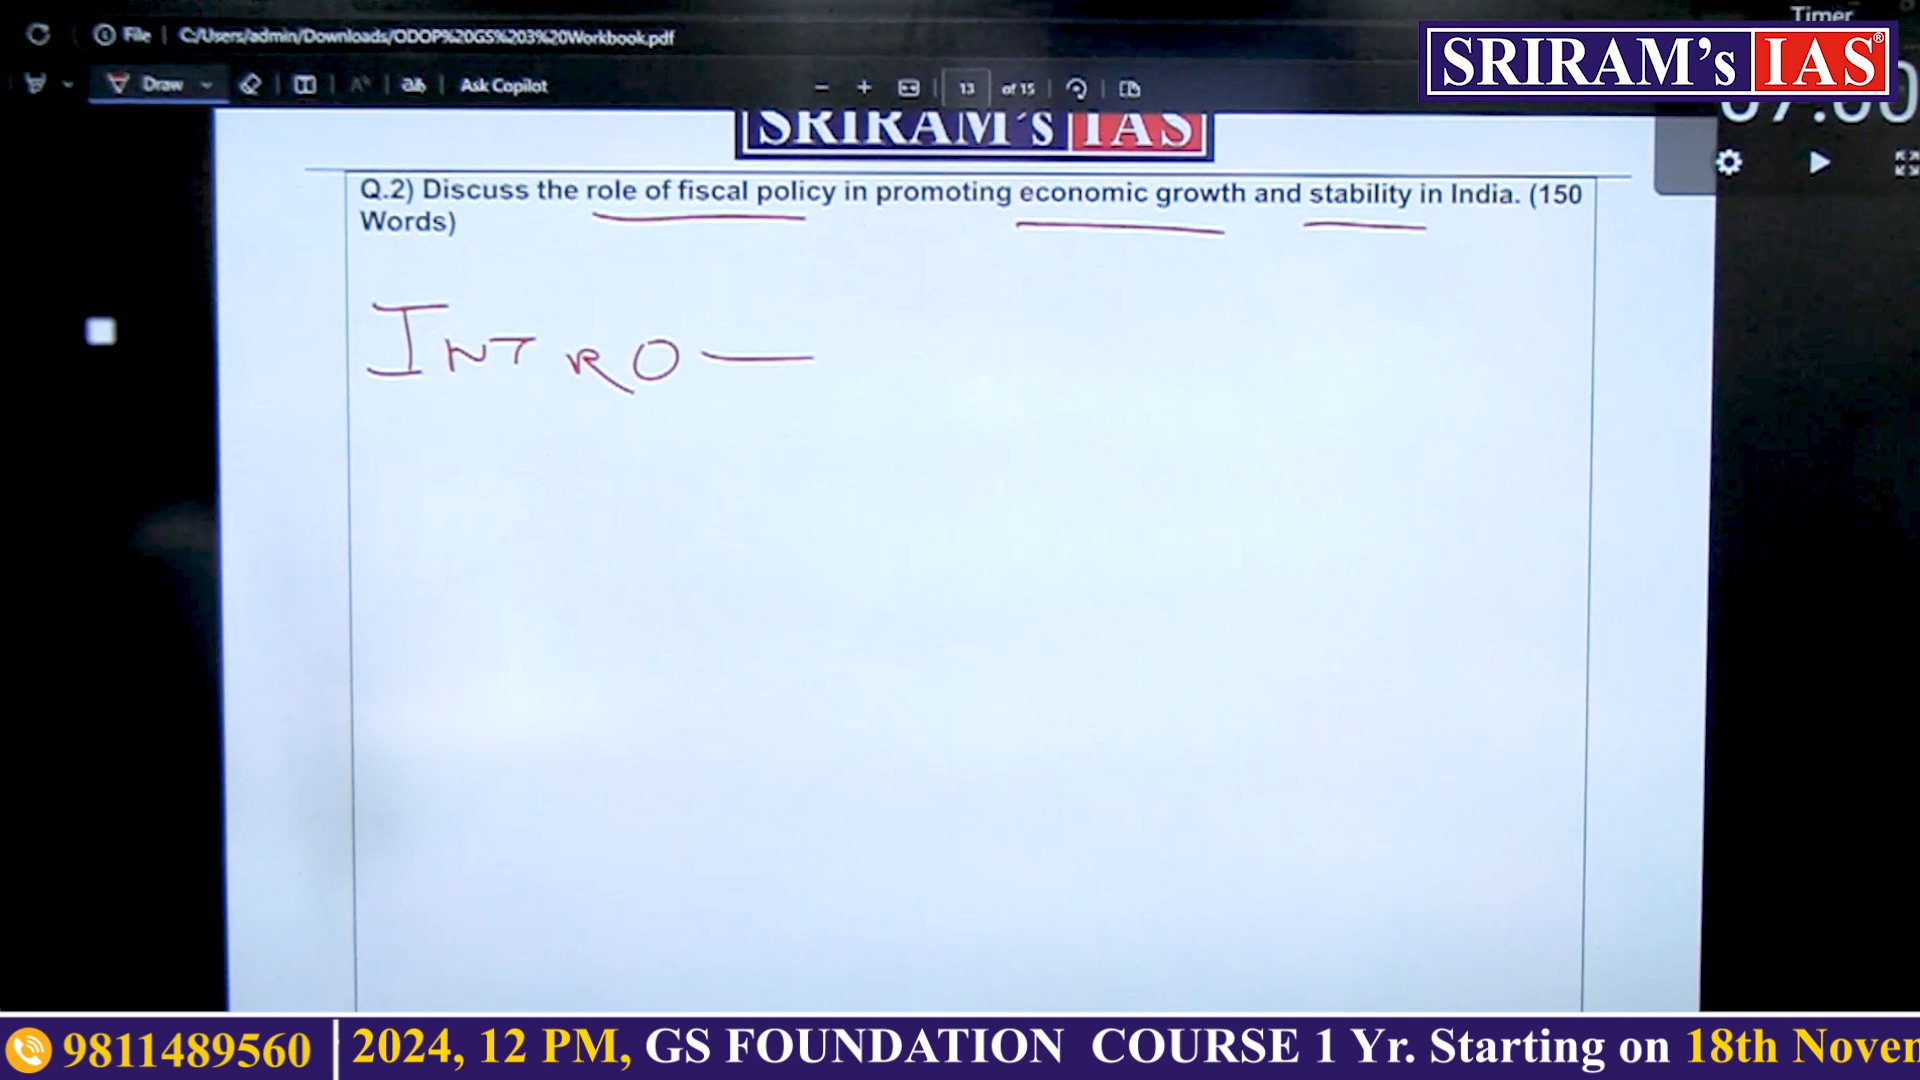 Timer
File | C:/Users/admin/Downloads/ODOP%20GS%203%20Workbook.pdf
SRIRAM's IAS®
Draw
Ask Copilot
13 of 15
SRIRAM's IAS
Q.2) Discuss the role of fiscal policy in promoting economic growth and stability in India. (150
Words)
INTRO —
9811489560 | 2024, 12 PM, GS FOUNDATION COURSE 1 Yr. Starting on 18th Novem